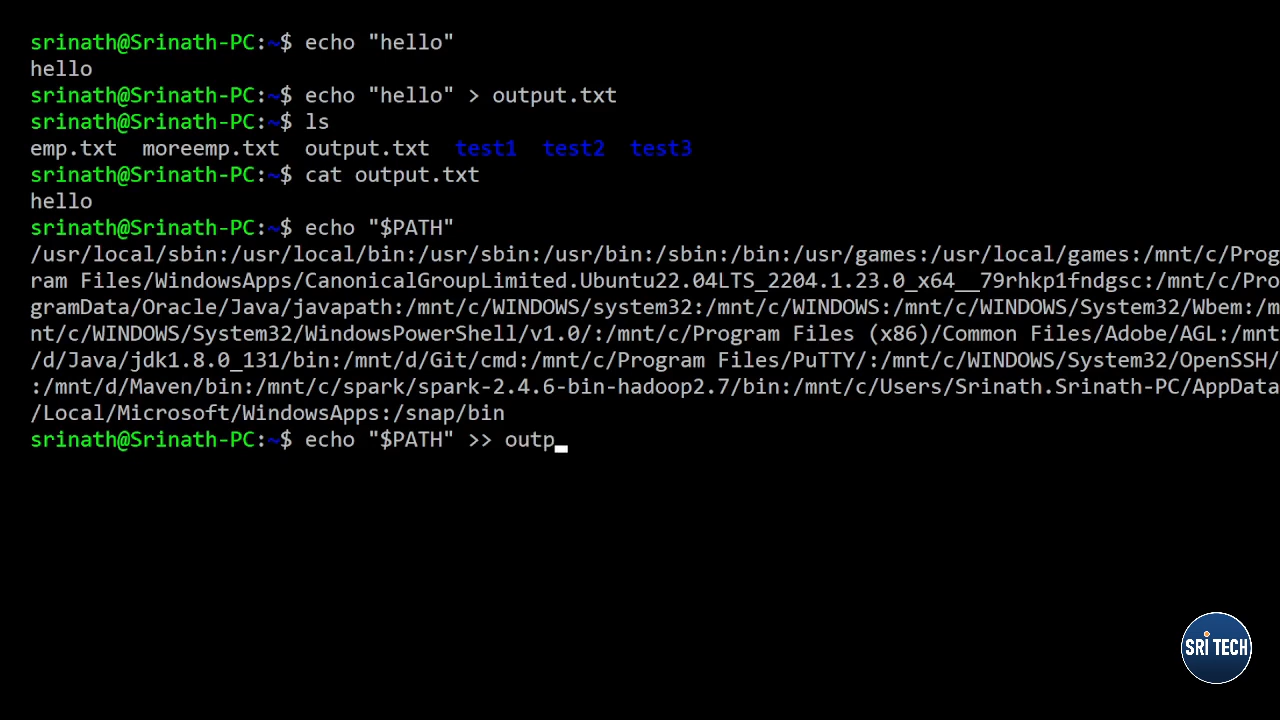 srinath@Srinath-PC:~$ echo "hello"
hello
srinath@Srinath-PC:~$ echo "hello" > output.txt
srinath@Srinath-PC:~$ ls
emp.txt  moreemp.txt  output.txt  test1  test2  test3
srinath@Srinath-PC:~$ cat output.txt
hello
srinath@Srinath-PC:~$ echo "$PATH"
/usr/local/sbin:/usr/local/bin:/usr/sbin:/usr/bin:/sbin:/bin:/usr/games:/usr/local/games:/mnt/c/Prog
ram Files/WindowsApps/CanonicalGroupLimited.Ubuntu22.04LTS_2204.1.23.0_x64__79rhkp1fndgsc:/mnt/c/Pro
gramData/Oracle/Java/javapath:/mnt/c/WINDOWS/system32:/mnt/c/WINDOWS:/mnt/c/WINDOWS/System32/Wbem:/m
nt/c/WINDOWS/System32/WindowsPowerShell/v1.0/:/mnt/c/Program Files (x86)/Common Files/Adobe/AGL:/mnt
/d/Java/jdk1.8.0_131/bin:/mnt/d/Git/cmd:/mnt/c/Program Files/PuTTY/:/mnt/c/WINDOWS/System32/OpenSSH/
:/mnt/d/Maven/bin:/mnt/c/spark/spark-2.4.6-bin-hadoop2.7/bin:/mnt/c/Users/Srinath.Srinath-PC/AppData
/Local/Microsoft/WindowsApps:/snap/bin
srinath@Srinath-PC:~$ echo "$PATH" >> outp
SRI TECH